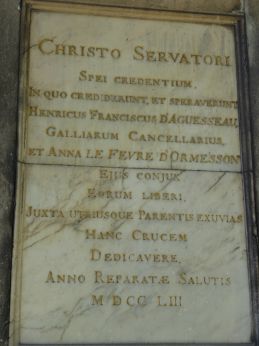 CHRISTO SERVATORI
SPEI CREDENTIUM,
IN QUO CREDIDERUNT, ET SPERAVERUNT
HENRICUS FRANCISCUS D'AGUESSEAU,
GALLIARUM CANCELLARIUS,
ET ANNA LE FEVRE D'ORMESSON
EJUS CONJUX
EORUM LIBERI,
JUXTA UTRIUSQUE PARENTIS EXUVIAS
HANC CRUCEM
DEDICAVERE,
ANNO REPARATÆ SALUTIS
M DCC LIII